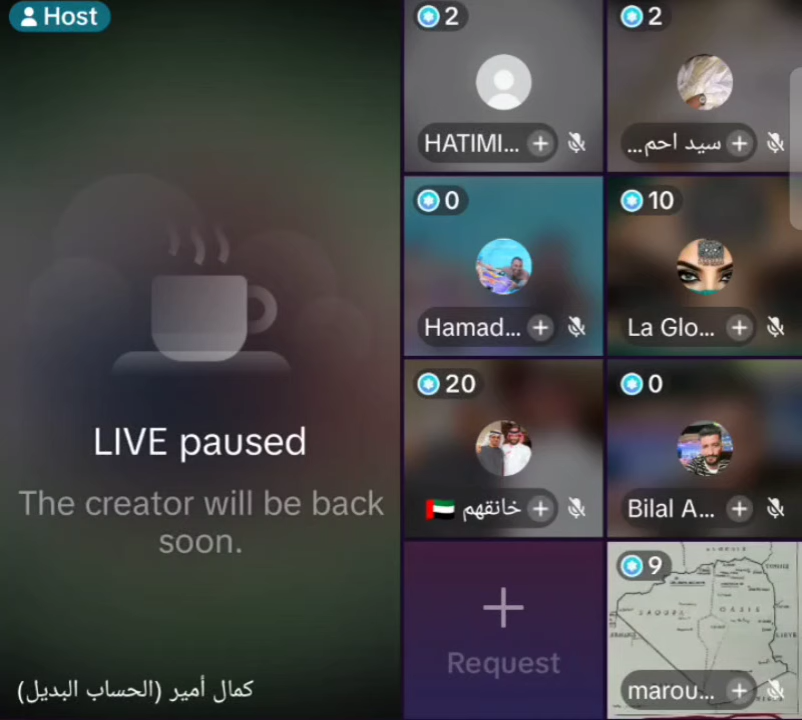 Host
LIVE paused
The creator will be back
soon.
كمال أمير (الحساب البديل)
2
HATIMI...
2
سيد احم...
0
Hamad...
10
La Glo...
20
خانقهم 🇦🇪
0
Bilal A...
Request
9
marou...